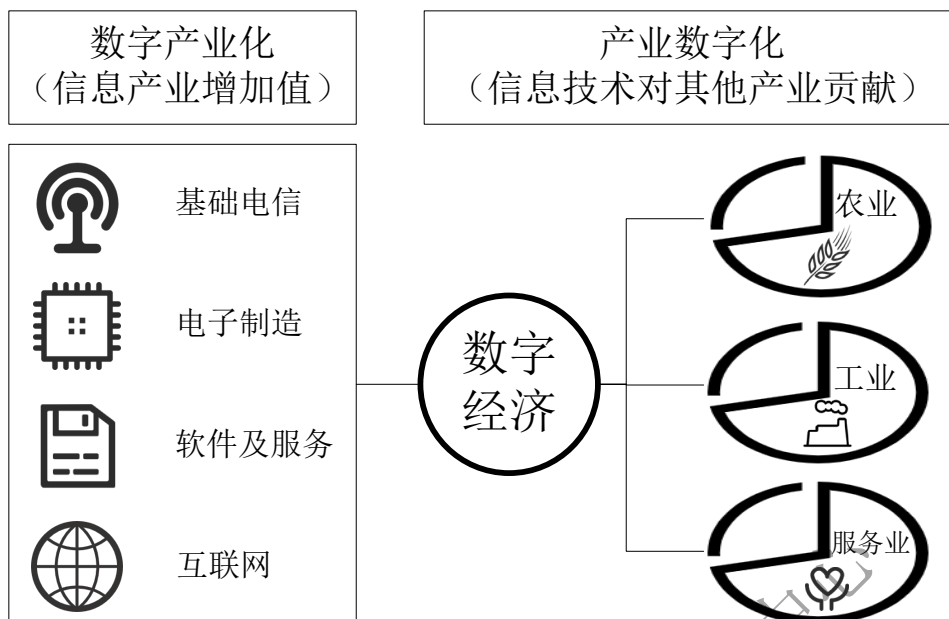 数字产业化
（信息产业增加值）
产业数字化
（信息技术对其他产业贡献）
基础电信
电子制造
软件及服务
互联网
数字
经济
农业
工业
服务业